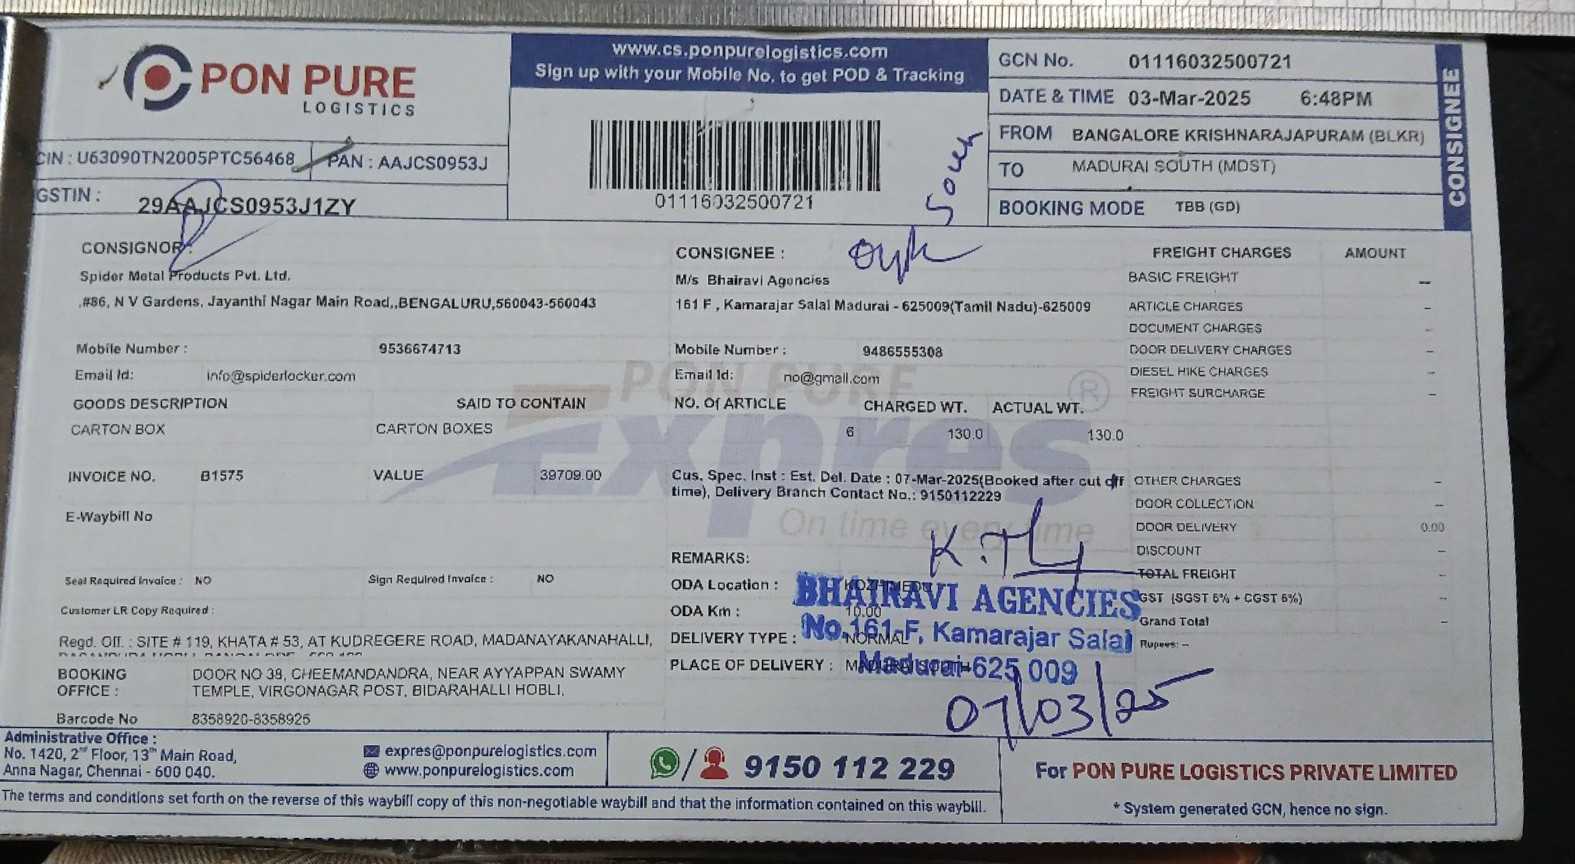 PON PURE
LOGISTICS
CIN : U63090TN2005PTC56468 PAN : AAJCS0953J
GSTIN : 29AAJCS0953J1ZY
www.cs.ponpurelogistics.com
Sign up with your Mobile No. to get POD & Tracking
01116032500721
GCN No. 01116032500721
DATE & TIME 03-Mar-2025 6:48PM
FROM BANGALORE KRISHNARAJAPURAM (BLKR)
TO MADURAI SOUTH (MDST)
BOOKING MODE TBB (GD)
CONSIGNEE
South
CONSIGNOR :
Spider Metal Products Pvt. Ltd.
,#86, N V Gardens, Jayanthi Nagar Main Road,,BENGALURU,560043-560043
Mobile Number : 9536674713
Email Id: info@spiderlocker.com
CONSIGNEE :
M/s Bhairavi Agencies
161 F , Kamarajar Salai Madurai - 625009(Tamil Nadu)-625009
Mobile Number : 9486555308
Email Id: no@gmail.com
FREIGHT CHARGES AMOUNT
BASIC FREIGHT --
ARTICLE CHARGES -
DOCUMENT CHARGES -
DOOR DELIVERY CHARGES -
DIESEL HIKE CHARGES -
FREIGHT SURCHARGE -
PON PURE
Expres
®
On time every time
GOODS DESCRIPTION SAID TO CONTAIN NO. Of ARTICLE CHARGED WT. ACTUAL WT.
CARTON BOX CARTON BOXES 6 130.0 130.0
INVOICE NO. B1575 VALUE 39709.00
E-Waybill No
Cus. Spec. Inst : Est. Del. Date : 07-Mar-2025(Booked after cut off
time), Delivery Branch Contact No.: 9150112229
OTHER CHARGES -
DOOR COLLECTION -
DOOR DELIVERY 0.00
DISCOUNT -
TOTAL FREIGHT -
GST (SGST 6% + CGST 6%) -
Grand Total -
Rupees: --
Seal Required Invoice : NO Sign Required Invoice : NO
Customer LR Copy Required :
REMARKS:
ODA Location :
ODA Km : 10.00
DELIVERY TYPE : NORMAL
PLACE OF DELIVERY : MADURAI SOUTH
BHAIRAVI AGENCIES
No.161-F, Kamarajar Salai
Madurai-625 009
07/03/25
Regd. Off. : SITE # 119, KHATA # 53, AT KUDREGERE ROAD, MADANAYAKANAHALLI,
BOOKING OFFICE : DOOR NO 38, CHEEMANDANDRA, NEAR AYYAPPAN SWAMY
TEMPLE, VIRGONAGAR POST, BIDARAHALLI HOBLI,
Barcode No 8358920-8358925
Administrative Office :
No. 1420, 2nd Floor, 13th Main Road,
Anna Nagar, Chennai - 600 040.
expres@ponpurelogistics.com
www.ponpurelogistics.com
9150 112 229
For PON PURE LOGISTICS PRIVATE LIMITED
* System generated GCN, hence no sign.
The terms and conditions set forth on the reverse of this waybill copy of this non-negotiable waybill and that the information contained on this waybill.